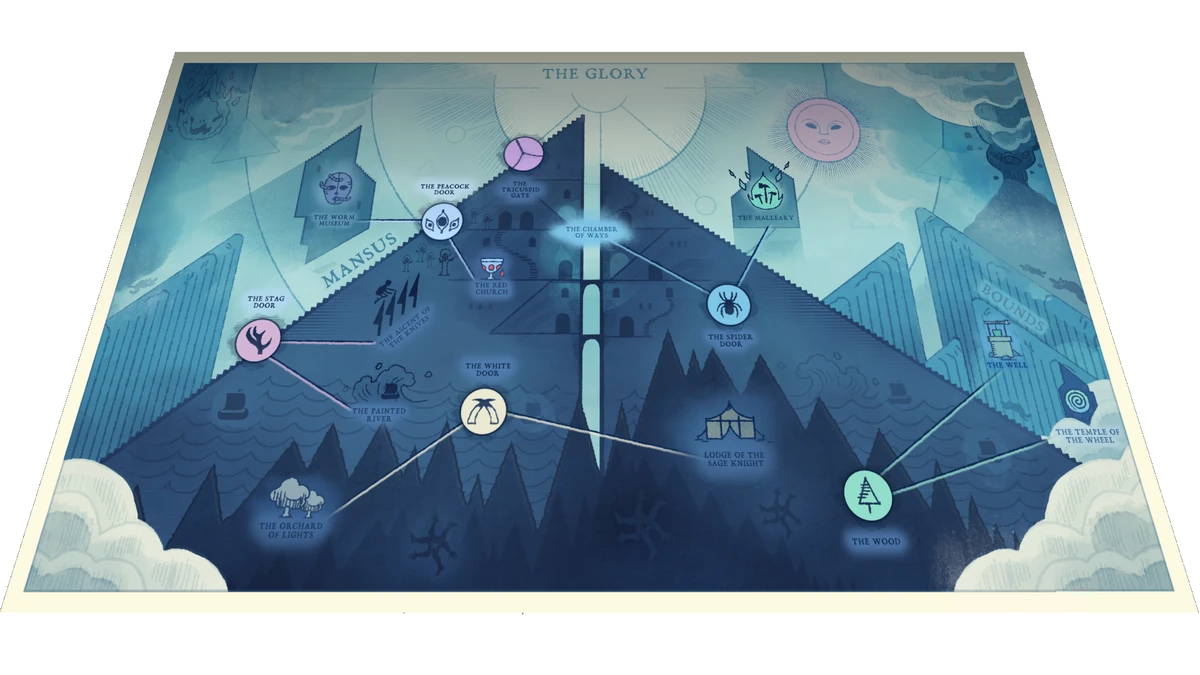 THE GLORY
THE
TRICUSPID
GATE
THE PEACOCK
DOOR
THE WORM
MUSEUM
THE MALLEARY
THE CHAMBER
OF WAYS
MANSUS
THE RED
CHURCH
THE STAG
DOOR
THE ASCENT OF
THE KNIVES
BOUNDS
THE SPIDER
DOOR
THE WELL
THE WHITE
DOOR
THE PAINTED
RIVER
THE TEMPLE OF
THE WHEEL
LODGE OF THE
SAGE KNIGHT
THE ORCHARD
OF LIGHTS
THE WOOD